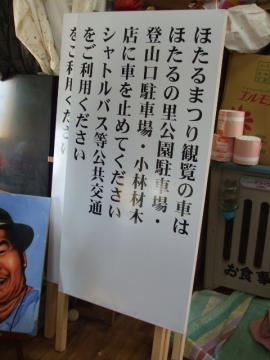 ほたるまつり観覧の車は
ほたるの里公園駐車場・
登山口駐車場・小林材木
店に車を止めてください
シャトルバス等公共交通
をご利用ください
をご利用ください
お食事